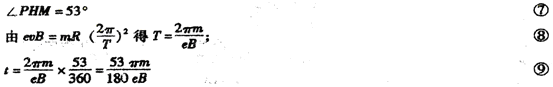 ∠PHM=53° ⑦
由 evB=mR (2π/T)² 得 T=2πm/eB; ⑧
t=2πm/eB×53/360=53πm/180eB ⑨